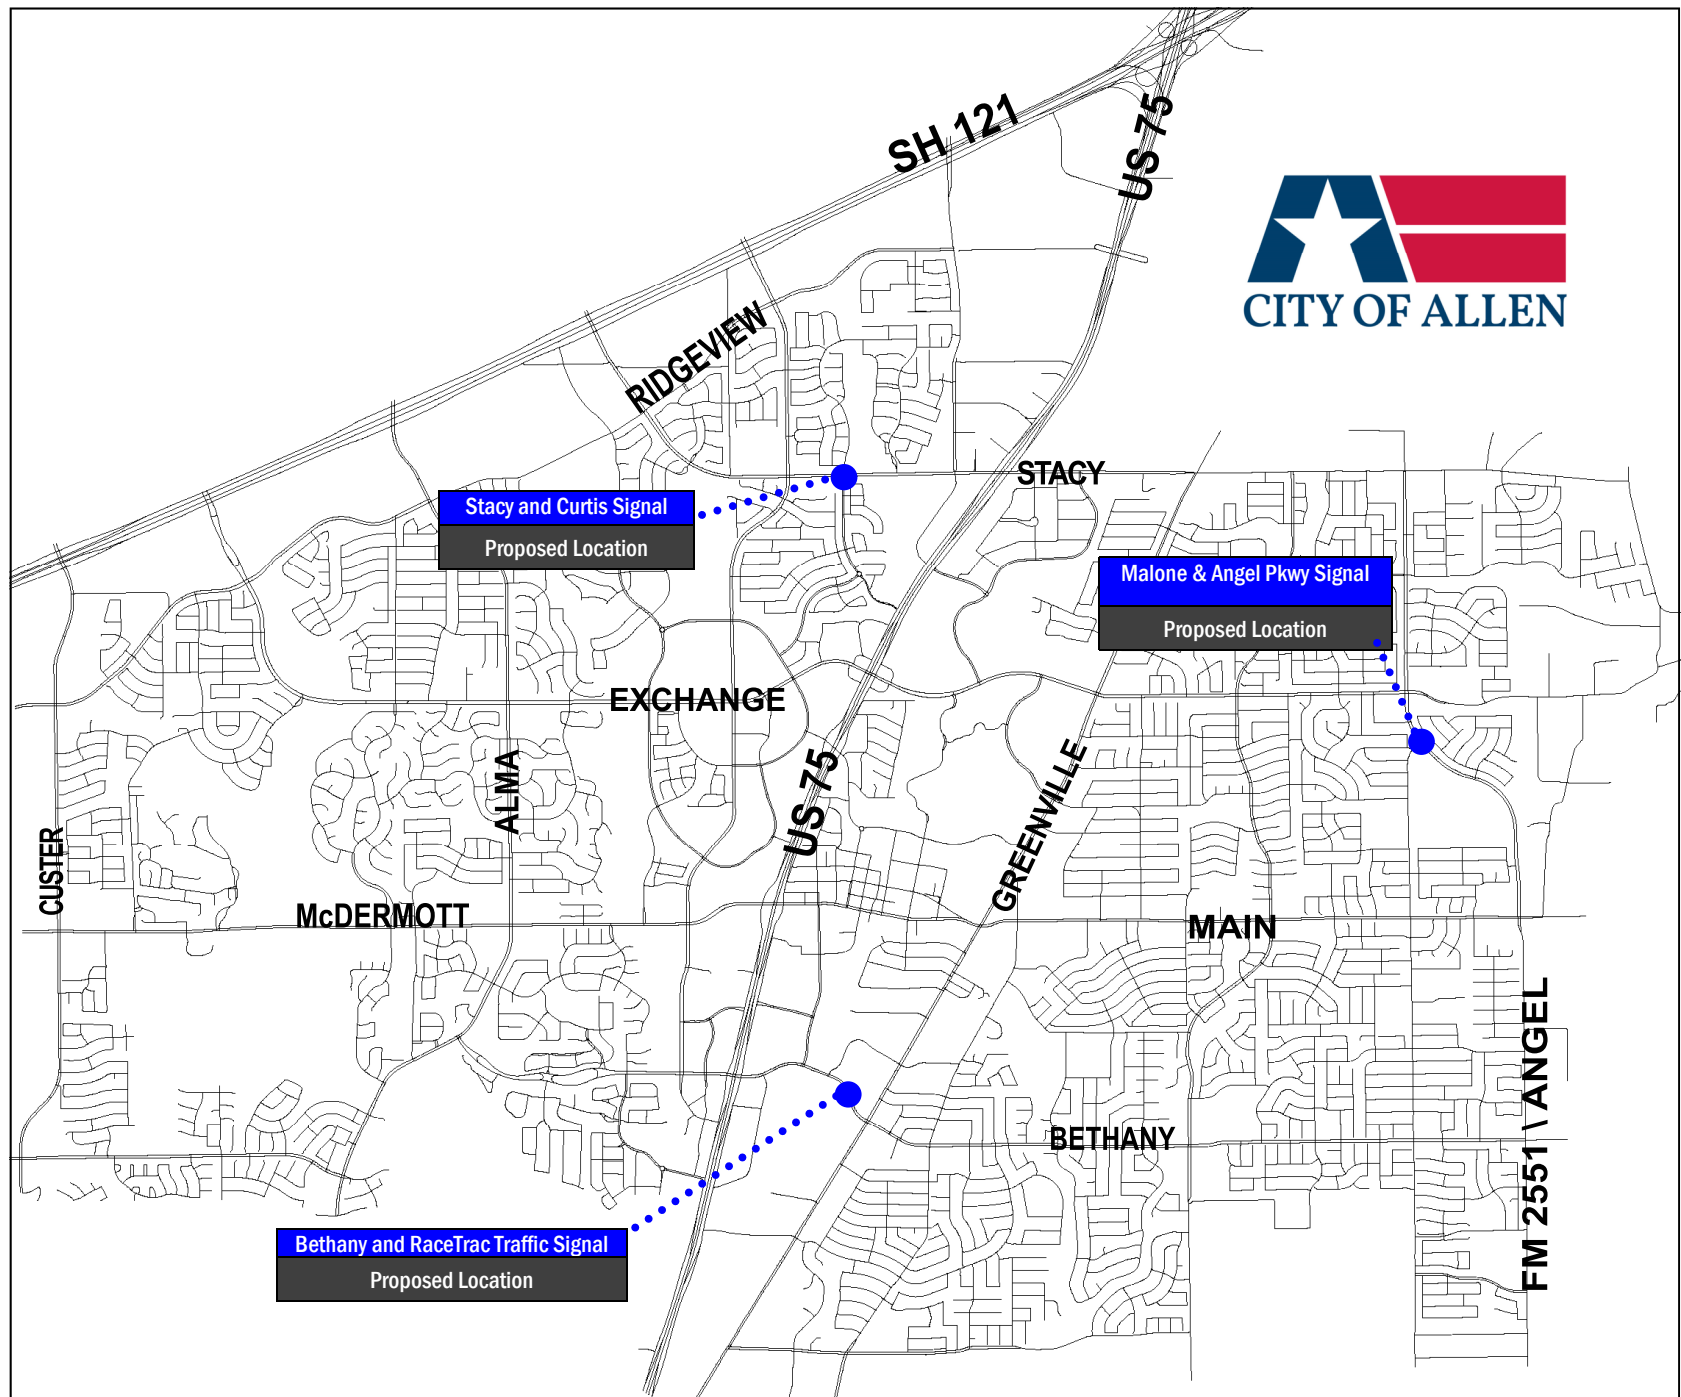 SH 121
US 75
CITY OF ALLEN
RIDGEVIEW
STACY
Stacy and Curtis Signal
Proposed Location
Malone & Angel Pkwy Signal
Proposed Location
EXCHANGE
ALMA
US 75
GREENVILLE
CUSTER
McDERMOTT
MAIN
FM 2551 \ ANGEL
BETHANY
Bethany and RaceTrac Traffic Signal
Proposed Location